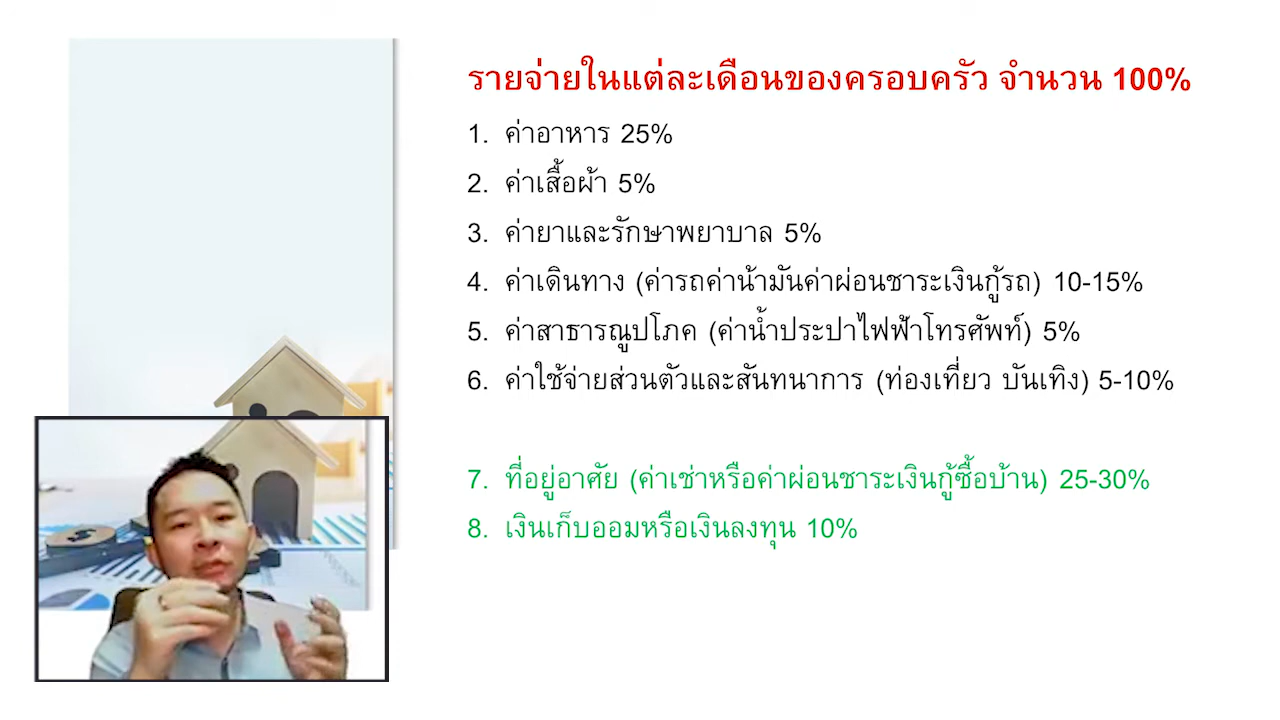 รายจ่ายในแต่ละเดือนของครอบครัว จำนวน 100%
1. ค่าอาหาร 25%
2. ค่าเสื้อผ้า 5%
3. ค่ายาและรักษาพยาบาล 5%
4. ค่าเดินทาง (ค่ารถค่าน้ามันค่าผ่อนชาระเงินกู้รถ) 10-15%
5. ค่าสาธารณูปโภค (ค่าน้ำประปาไฟฟ้าโทรศัพท์) 5%
6. ค่าใช้จ่ายส่วนตัวและสันทนาการ (ท่องเที่ยว บันเทิง) 5-10%
7. ที่อยู่อาศัย (ค่าเช่าหรือค่าผ่อนชาระเงินกู้ซื้อบ้าน) 25-30%
8. เงินเก็บออมหรือเงินลงทุน 10%